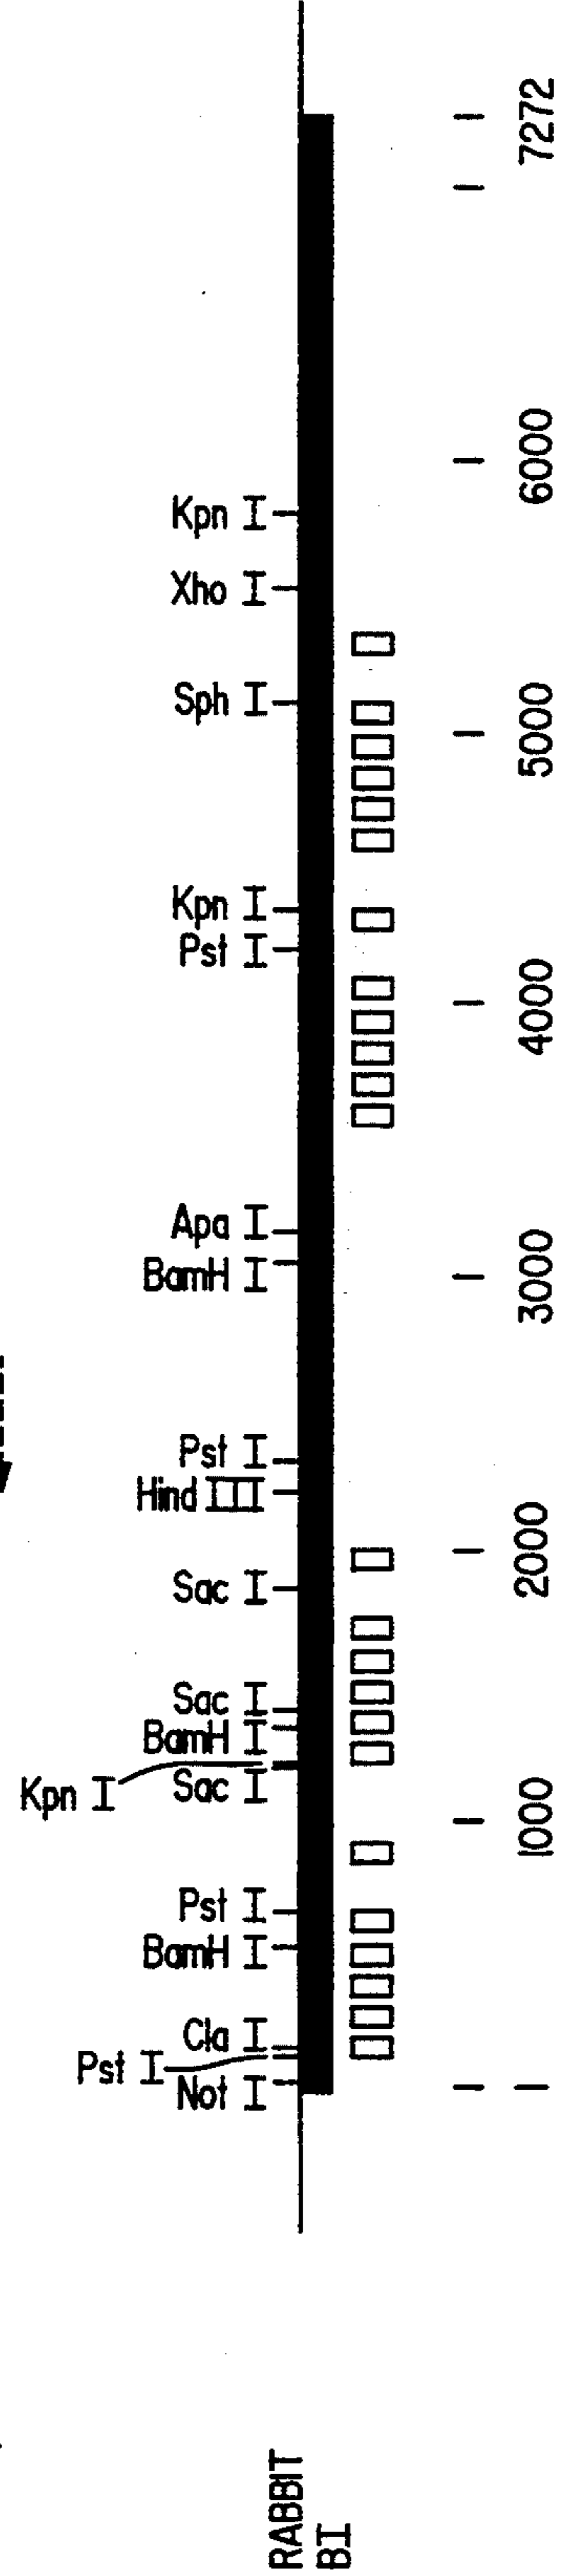 Kpn I
Xho I
Sph I
Kpn I
Pst I
Apa I
BamH I
Pst I
Hind III
Sac I
Sac I
BamH I
Kpn I
Sac I
Pst I
BamH I
Cla I
Pst I
Not I
RABBIT
BI
I
1000
2000
3000
4000
5000
6000
7272